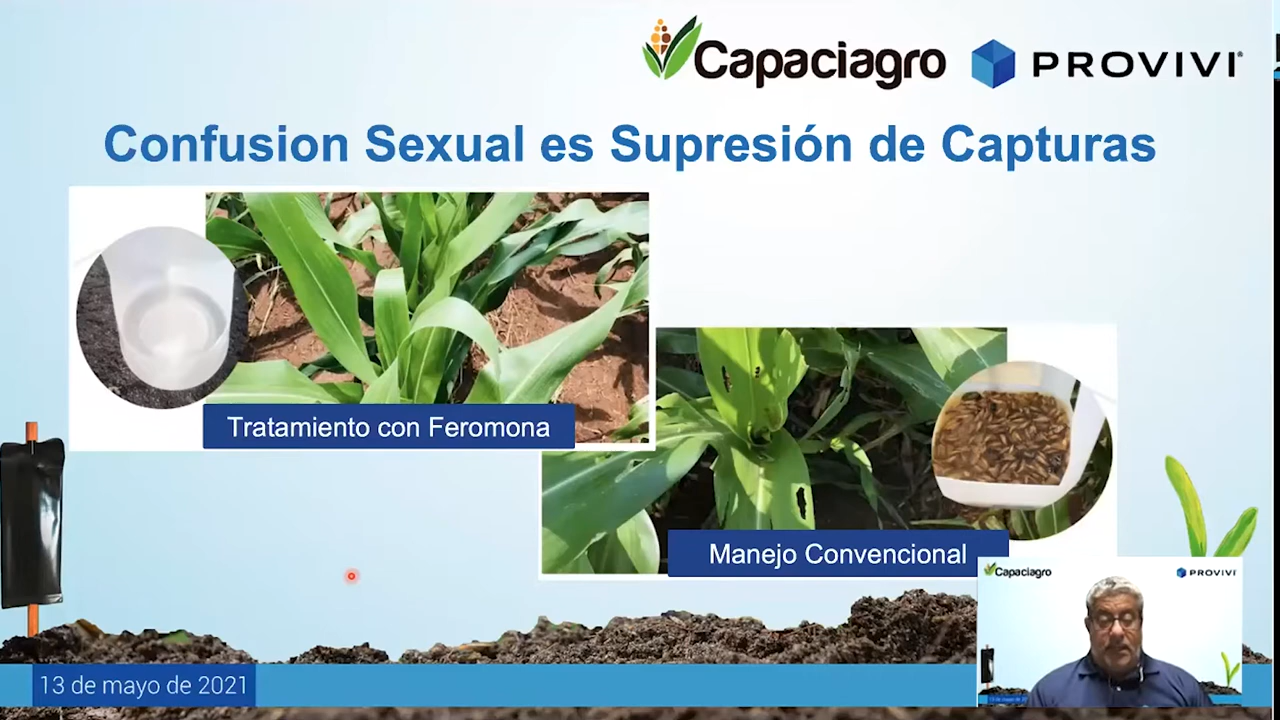 Capaciagro PROVIVI®
Confusion Sexual es Supresión de Capturas
Tratamiento con Feromona
Manejo Convencional
Capaciagro PROVIVI
13 de mayo de 2021